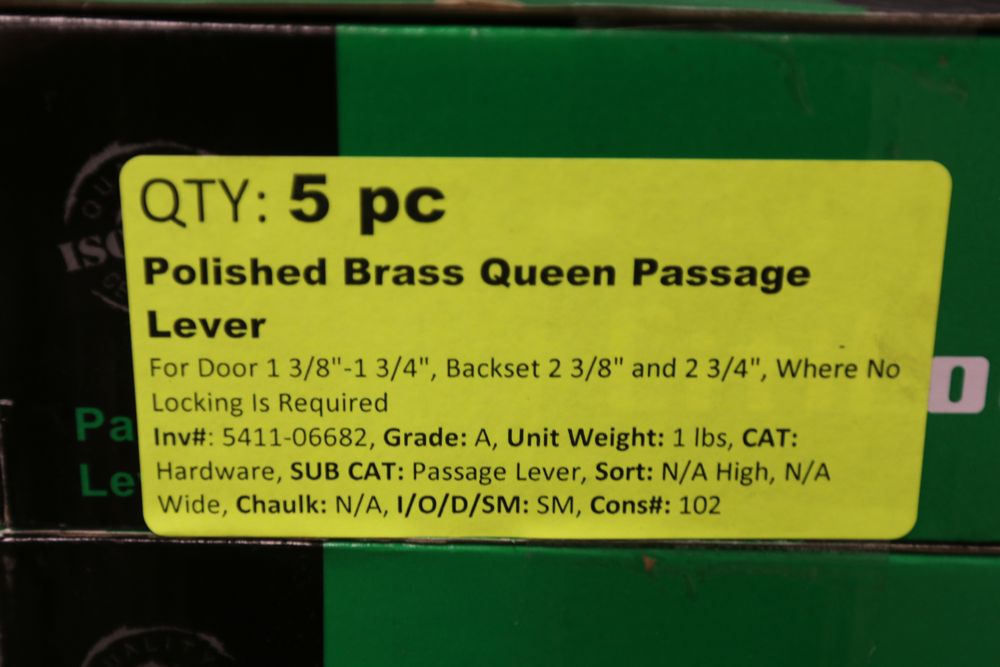 QTY: 5 pc
Polished Brass Queen Passage
Lever
For Door 1 3/8"-1 3/4", Backset 2 3/8" and 2 3/4", Where No
Locking Is Required
Inv#: 5411-06682, Grade: A, Unit Weight: 1 lbs, CAT:
Hardware, SUB CAT: Passage Lever, Sort: N/A High, N/A
Wide, Chaulk: N/A, I/O/D/SM: SM, Cons#: 102